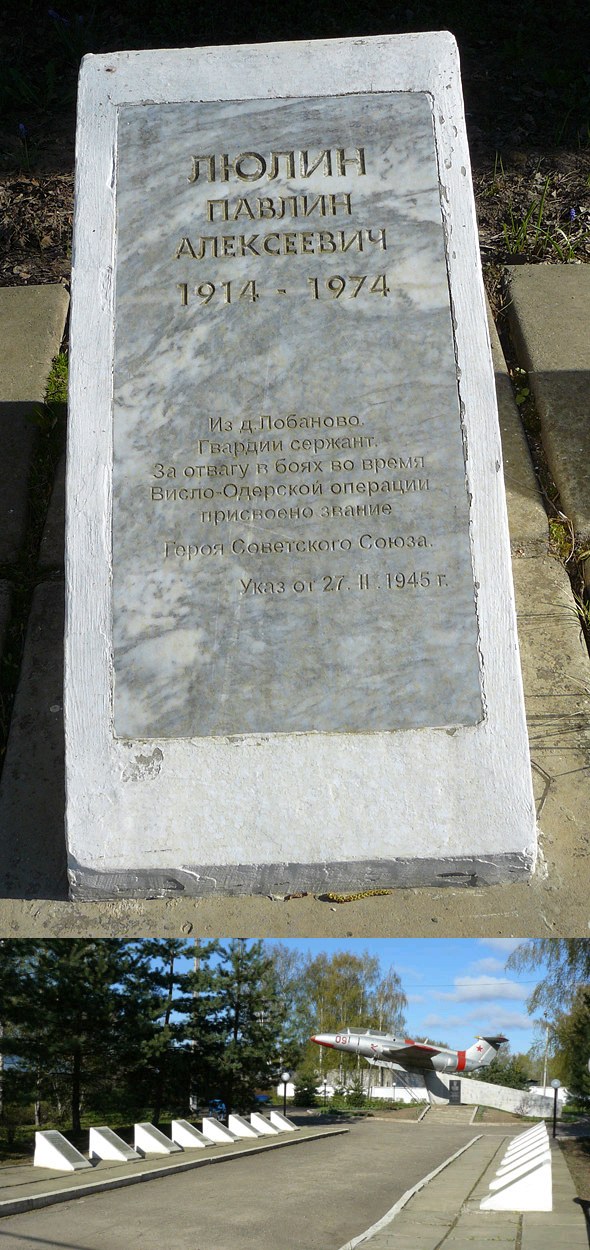 ЛЮЛИН
ПАВЛИН
АЛЕКСЕЕВИЧ
1914 - 1974
Из д.Лобаново.
Гвардии сержант.
За отвагу в боях во время
Висло-Одерской операции
присвоено звание
Героя Советского Союза.
Указ от 27. II .1945 г.
091